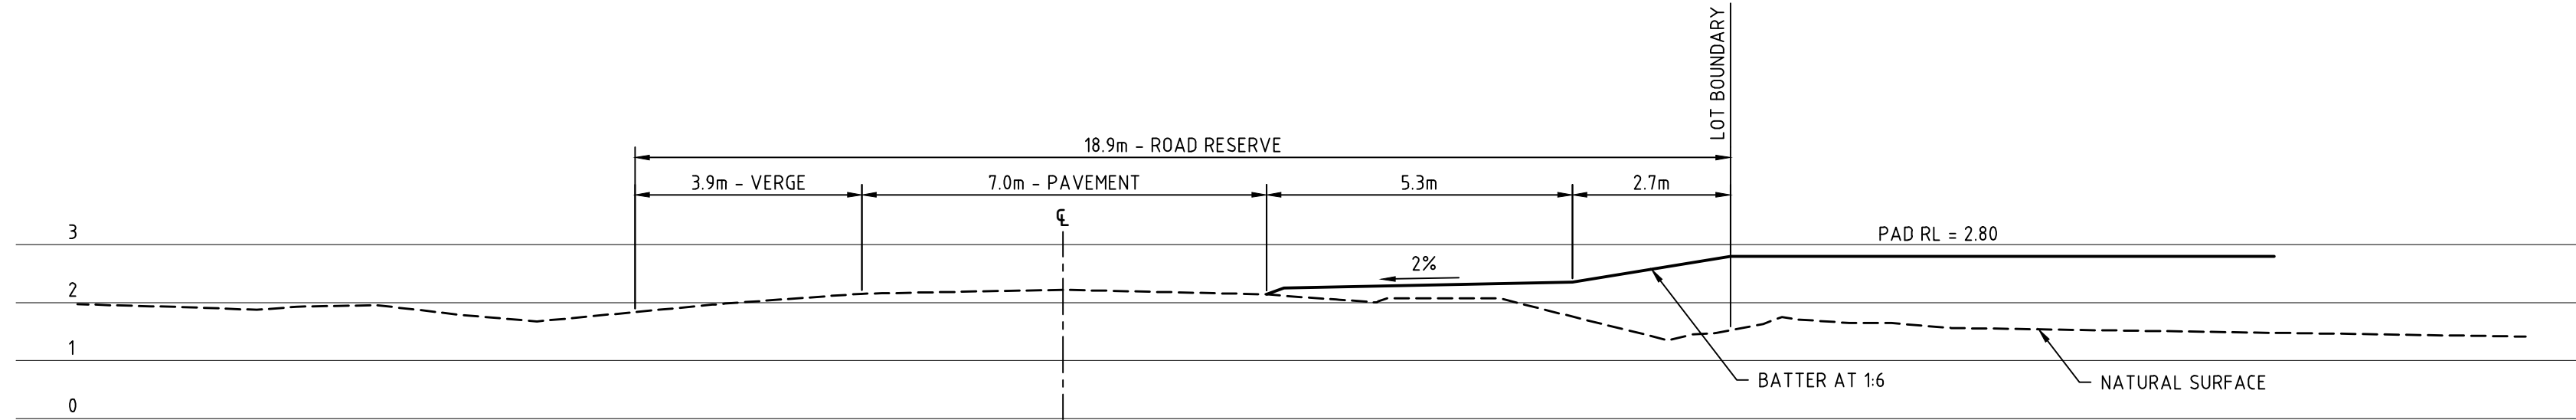 LOT BOUNDARY
18.9m - ROAD RESERVE
3.9m - VERGE
7.0m - PAVEMENT
5.3m
2.7m
℄
3
PAD RL = 2.80
2%
2
1
BATTER AT 1:6
NATURAL SURFACE
0